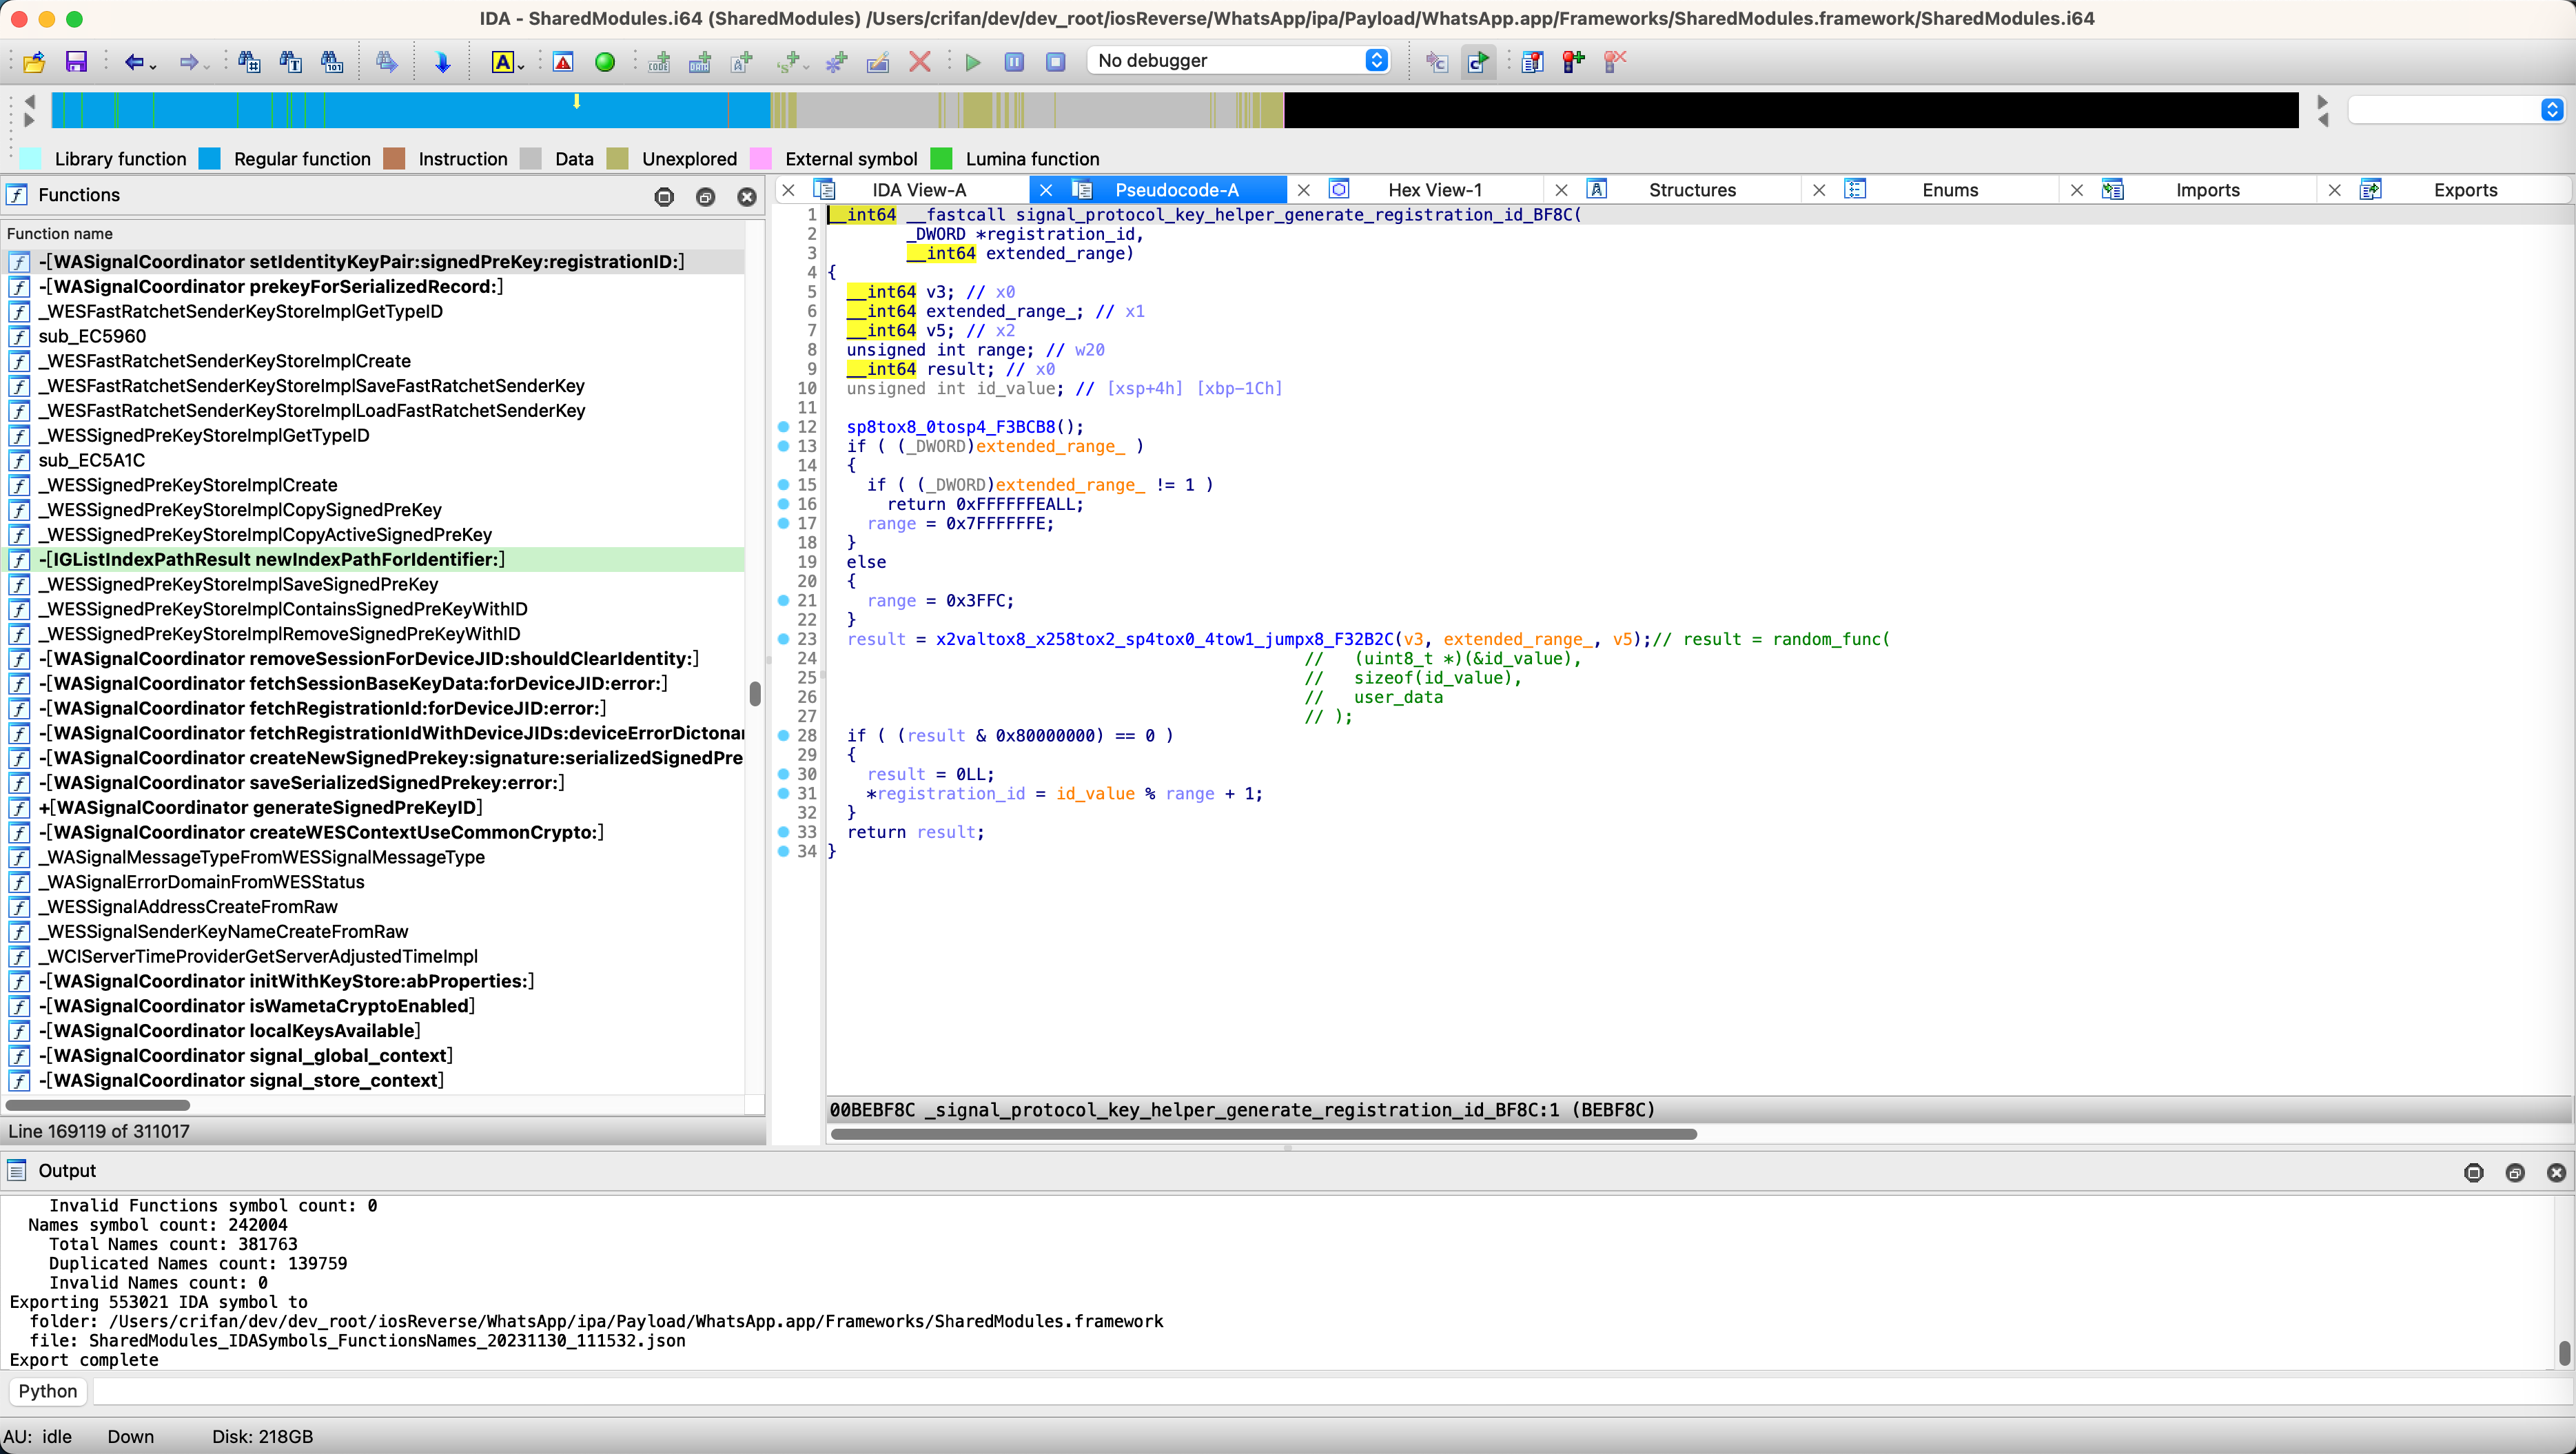 IDA - SharedModules.i64 (SharedModules) /Users/crifan/dev/dev_root/iosReverse/WhatsApp/ipa/Payload/WhatsApp.app/Frameworks/SharedModules.framework/SharedModules.i64
No debugger
Library function Regular function Instruction Data Unexplored External symbol Lumina function
Functions
Function name
-[WASignalCoordinator setIdentityKeyPair:signedPreKey:registrationID:]
-[WASignalCoordinator prekeyForSerializedRecord:]
_WESFastRatchetSenderKeyStoreImplGetTypeID
sub_EC5960
_WESFastRatchetSenderKeyStoreImplCreate
_WESFastRatchetSenderKeyStoreImplSaveFastRatchetSenderKey
_WESFastRatchetSenderKeyStoreImplLoadFastRatchetSenderKey
_WESSignedPreKeyStoreImplGetTypeID
sub_EC5A1C
_WESSignedPreKeyStoreImplCreate
_WESSignedPreKeyStoreImplCopySignedPreKey
_WESSignedPreKeyStoreImplCopyActiveSignedPreKey
-[IGListIndexPathResult newIndexPathForIdentifier:]
_WESSignedPreKeyStoreImplSaveSignedPreKey
_WESSignedPreKeyStoreImplContainsSignedPreKeyWithID
_WESSignedPreKeyStoreImplRemoveSignedPreKeyWithID
-[WASignalCoordinator removeSessionForDeviceJID:shouldClearIdentity:]
-[WASignalCoordinator fetchSessionBaseKeyData:forDeviceJID:error:]
-[WASignalCoordinator fetchRegistrationId:forDeviceJID:error:]
-[WASignalCoordinator fetchRegistrationIdWithDeviceJIDs:deviceErrorDictonar
-[WASignalCoordinator createNewSignedPrekey:signature:serializedSignedPre
-[WASignalCoordinator saveSerializedSignedPrekey:error:]
+[WASignalCoordinator generateSignedPreKeyID]
-[WASignalCoordinator createWESContextUseCommonCrypto:]
_WASignalMessageTypeFromWESSignalMessageType
_WASignalErrorDomainFromWESStatus
_WESSignalAddressCreateFromRaw
_WESSignalSenderKeyNameCreateFromRaw
_WCIServerTimeProviderGetServerAdjustedTimeImpl
-[WASignalCoordinator initWithKeyStore:abProperties:]
-[WASignalCoordinator isWametaCryptoEnabled]
-[WASignalCoordinator localKeysAvailable]
-[WASignalCoordinator signal_global_context]
-[WASignalCoordinator signal_store_context]
Line 169119 of 311017
IDA View-A Pseudocode-A Hex View-1 Structures Enums Imports Exports
1 __int64 __fastcall signal_protocol_key_helper_generate_registration_id_BF8C(
2 _DWORD *registration_id,
3 __int64 extended_range)
4 {
5 __int64 v3; // x0
6 __int64 extended_range_; // x1
7 __int64 v5; // x2
8 unsigned int range; // w20
9 __int64 result; // x0
10 unsigned int id_value; // [xsp+4h] [xbp-1Ch]
11
12 sp8tox8_0tosp4_F3BCB8();
13 if ( (_DWORD)extended_range_ )
14 {
15 if ( (_DWORD)extended_range_ != 1 )
16 return 0xFFFFFFEALL;
17 range = 0x7FFFFFFE;
18 }
19 else
20 {
21 range = 0x3FFC;
22 }
23 result = x2valtox8_x258tox2_sp4tox0_4tow1_jumpx8_F32B2C(v3, extended_range_, v5);// result = random_func(
24 // (uint8_t *)(&id_value),
25 // sizeof(id_value),
26 // user_data
27 // );
28 if ( (result & 0x80000000) == 0 )
29 {
30 result = 0LL;
31 *registration_id = id_value % range + 1;
32 }
33 return result;
34 }
00BEBF8C _signal_protocol_key_helper_generate_registration_id_BF8C:1 (BEBF8C)
Output
Invalid Functions symbol count: 0
Names symbol count: 242004
Total Names count: 381763
Duplicated Names count: 139759
Invalid Names count: 0
Exporting 553021 IDA symbol to
folder: /Users/crifan/dev/dev_root/iosReverse/WhatsApp/ipa/Payload/WhatsApp.app/Frameworks/SharedModules.framework
file: SharedModules_IDASymbols_FunctionsNames_20231130_111532.json
Export complete
Python
AU: idle Down Disk: 218GB